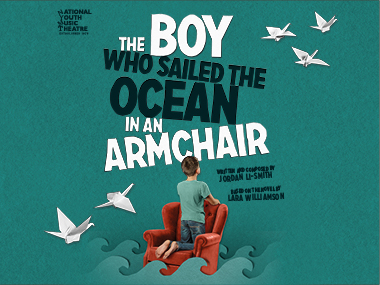 NATIONAL
YOUTH
MUSIC
THEATRE
THE BOY
WHO SAILED THE
OCEAN
IN AN
ARMCHAIR
WRITTEN AND COMPOSED BY
JORDAN LI-SMITH
BASED ON THE NOVEL BY
LARA WILLIAMSON